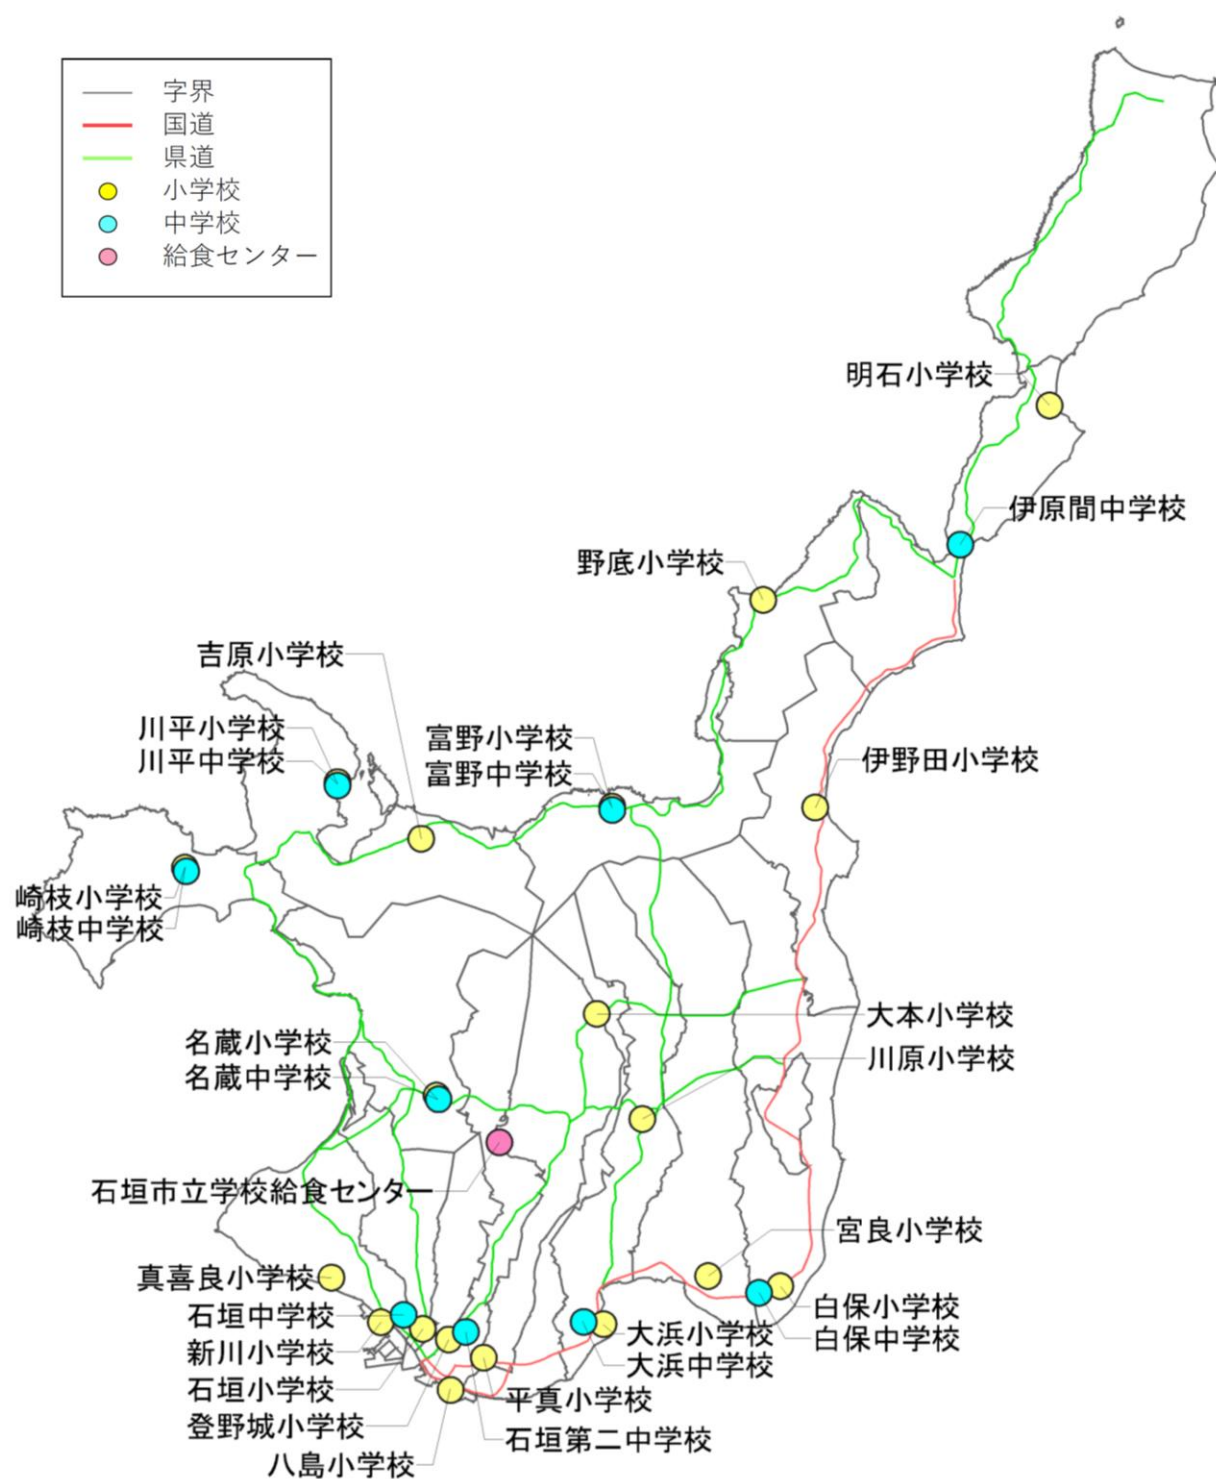 字界
国道
県道
小学校
中学校
給食センター
明石小学校
伊原間中学校
野底小学校
吉原小学校
川平小学校
川平中学校
富野小学校
富野中学校
伊野田小学校
崎枝小学校
崎枝中学校
大本小学校
名蔵小学校
川原小学校
名蔵中学校
石垣市立学校給食センター
宮良小学校
真喜良小学校
石垣中学校
白保小学校
新川小学校
大浜小学校
白保中学校
大浜中学校
石垣小学校
平真小学校
登野城小学校
石垣第二中学校
八島小学校